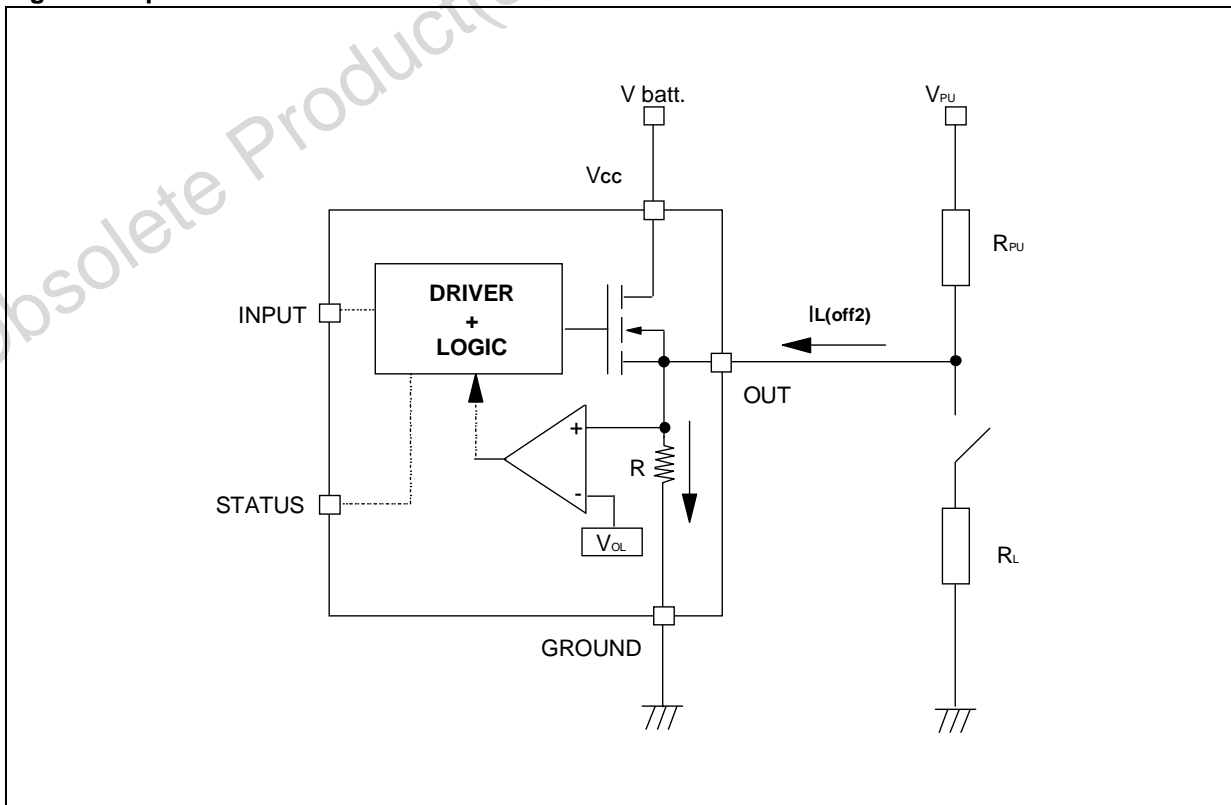 Obsolete Product(
V batt.
VPU
Vcc
RPU
DRIVER
+
LOGIC
INPUT
IL(off2)
OUT
+
R
-
STATUS
VOL
RL
GROUND